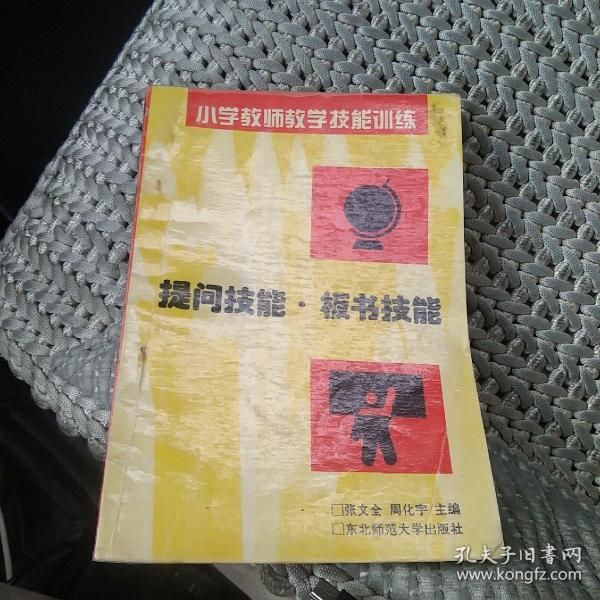 小学教师教学技能训练
提问技能·板书技能
□张文全 周化宇/主编
□东北师范大学出版社
孔夫子旧书网
www.kongfz.com